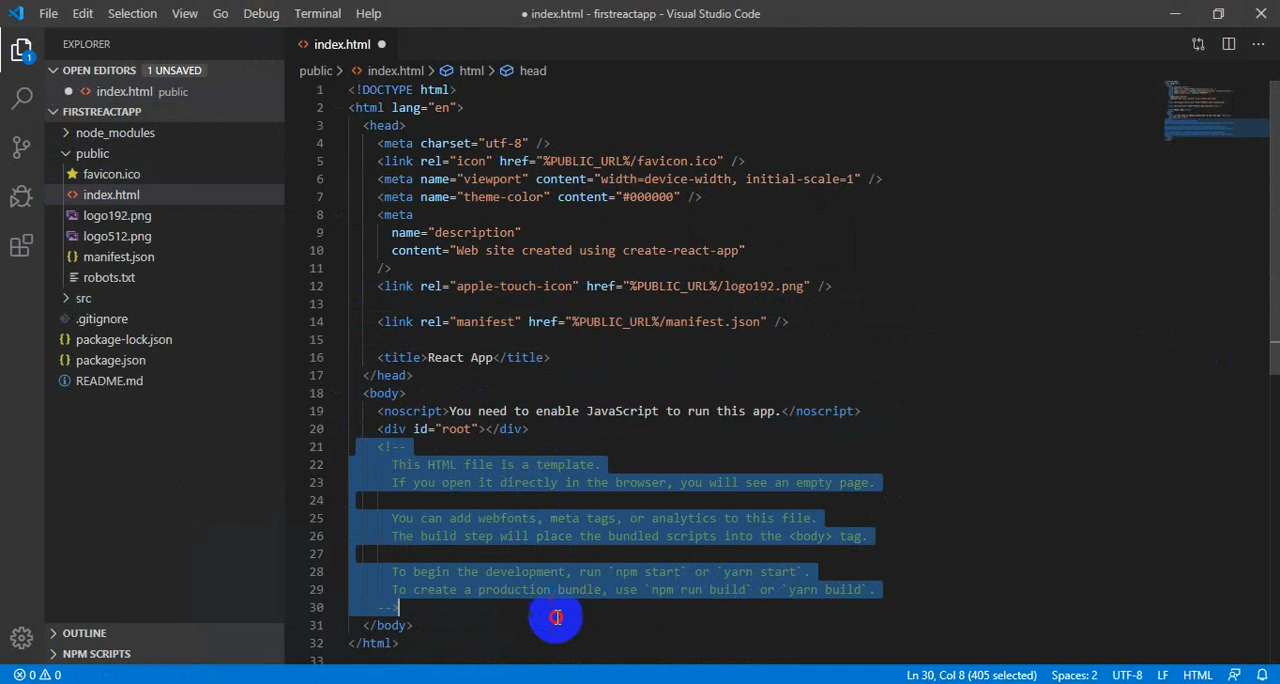 File Edit Selection View Go Debug Terminal Help ● index.html - firstreactapp - Visual Studio Code
EXPLORER
index.html
OPEN EDITORS 1 UNSAVED
public > index.html > html > head
index.html public
FIRSTREACTAPP
node_modules
public
favicon.ico
index.html
logo192.png
logo512.png
manifest.json
robots.txt
src
.gitignore
package-lock.json
package.json
README.md
OUTLINE
NPM SCRIPTS
1
1 <!DOCTYPE html>
2 <html lang="en">
3 <head>
4 <meta charset="utf-8" />
5 <link rel="icon" href="%PUBLIC_URL%/favicon.ico" />
6 <meta name="viewport" content="width=device-width, initial-scale=1" />
7 <meta name="theme-color" content="#000000" />
8 <meta
9 name="description"
10 content="Web site created using create-react-app"
11 />
12 <link rel="apple-touch-icon" href="%PUBLIC_URL%/logo192.png" />
13
14 <link rel="manifest" href="%PUBLIC_URL%/manifest.json" />
15
16 <title>React App</title>
17 </head>
18 <body>
19 <noscript>You need to enable JavaScript to run this app.</noscript>
20 <div id="root"></div>
21 <!--
22 This HTML file is a template.
23 If you open it directly in the browser, you will see an empty page.
24
25 You can add webfonts, meta tags, or analytics to this file.
26 The build step will place the bundled scripts into the <body> tag.
27
28 To begin the development, run `npm start` or `yarn start`.
29 To create a production bundle, use `npm run build` or `yarn build`.
30 -->
31 </body>
32 </html>
33
0 0 Ln 30, Col 8 (405 selected) Spaces: 2 UTF-8 LF HTML